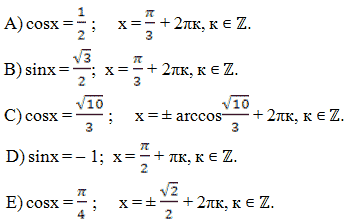 A) cosx = 1/2 ; x = π/3 + 2πк, к ∈ ℤ.
B) sinx = √3/2 ; x = π/3 + 2πк, к ∈ ℤ.
C) cosx = √10/3 ; x = ± arccos √10/3 + 2πк, к ∈ ℤ.
D) sinx = – 1; x = π/2 + πк, к ∈ ℤ.
E) cosx = π/4 ; x = ± √2/2 + 2πк, к ∈ ℤ.